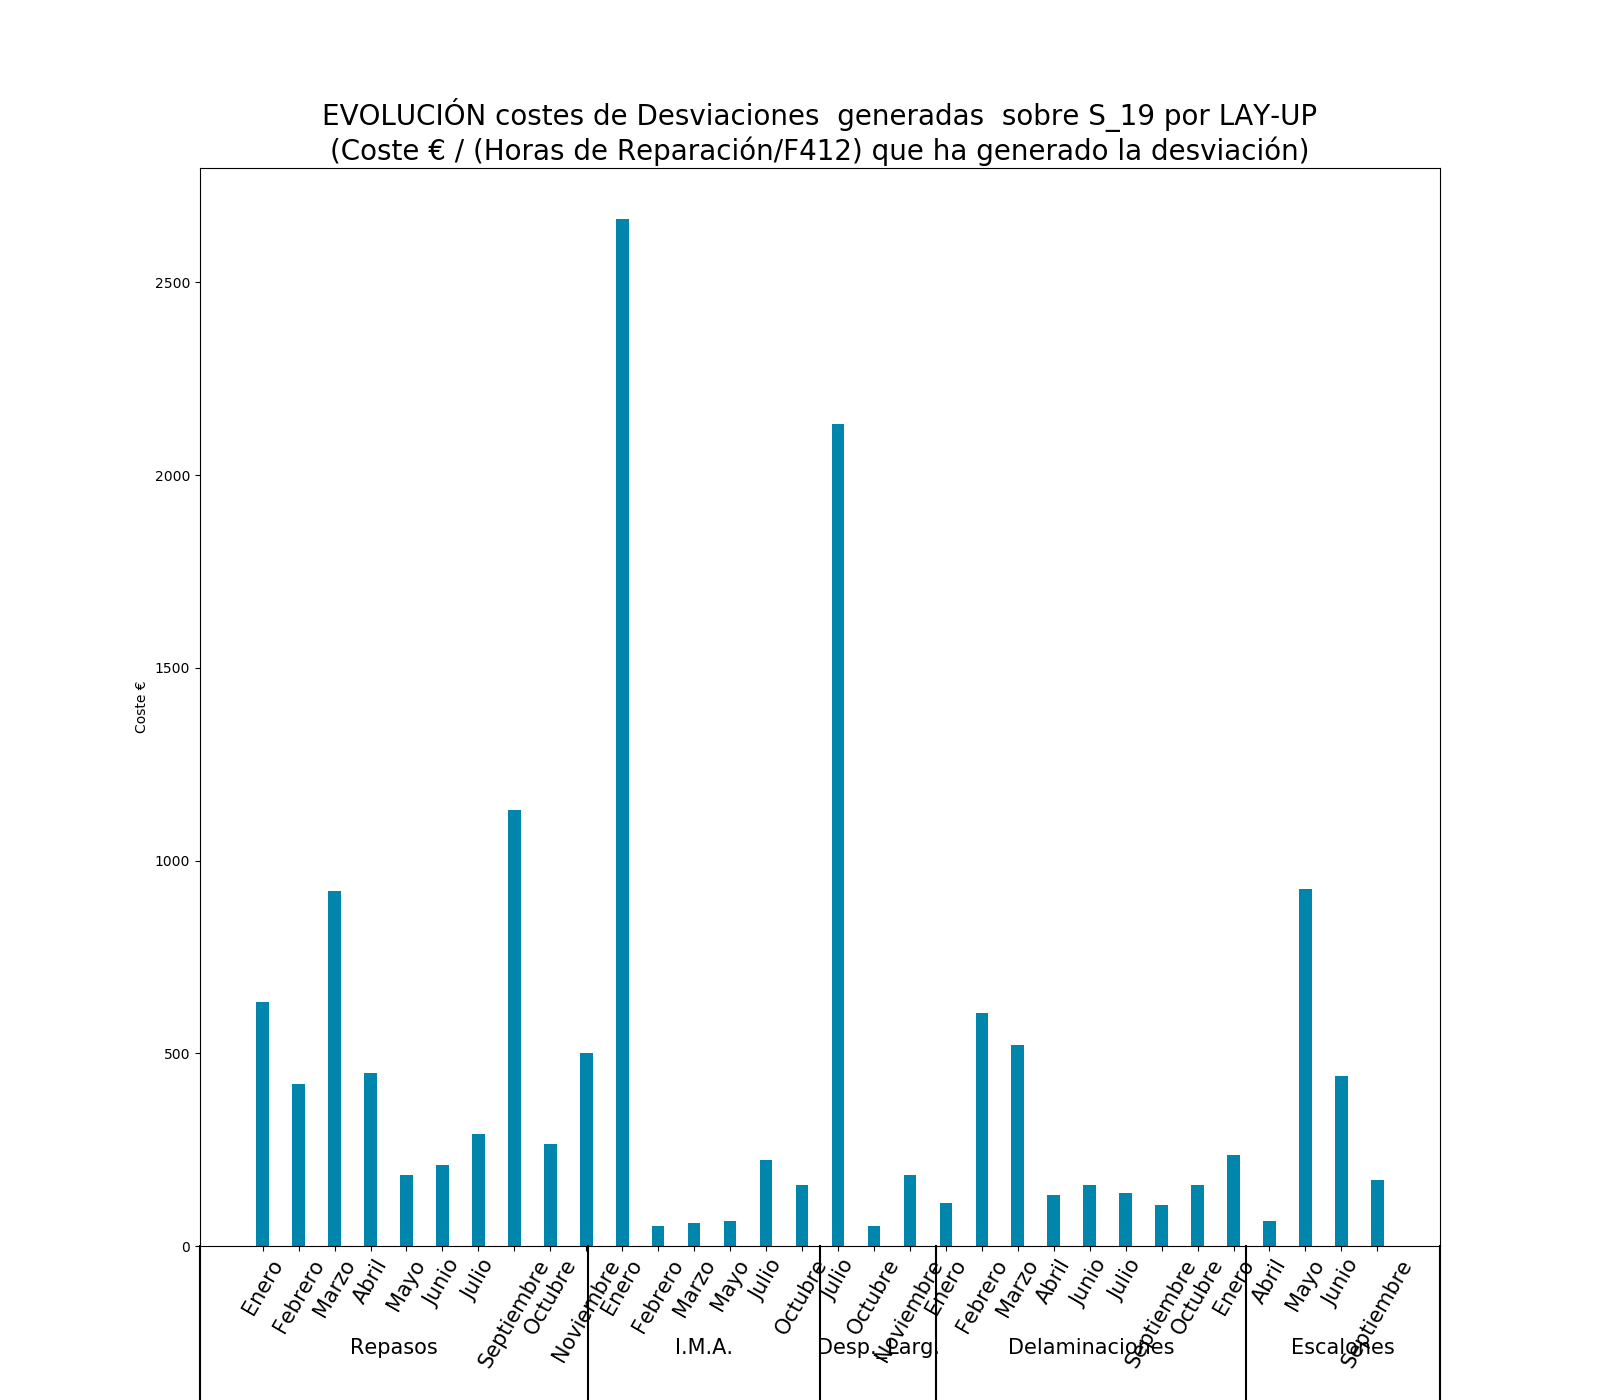 EVOLUCIÓN costes de Desviaciones  generadas  sobre S_19 por LAY-UP
(Coste € / (Horas de Reparación/F412) que ha generado la desviación)
2500
2000
1500
1000
500
0
Coste €
Enero
Febrero
Marzo
Abril
Mayo
Junio
Julio
Septiembre
Octubre
Noviembre
Enero
Febrero
Marzo
Mayo
Julio
Octubre
Julio
Octubre
Noviembre
Enero
Febrero
Marzo
Abril
Junio
Julio
Septiembre
Octubre
Enero
Abril
Mayo
Junio
Septiembre
Repasos
I.M.A.
Desp. Carg.
Delaminaciones
Escalones